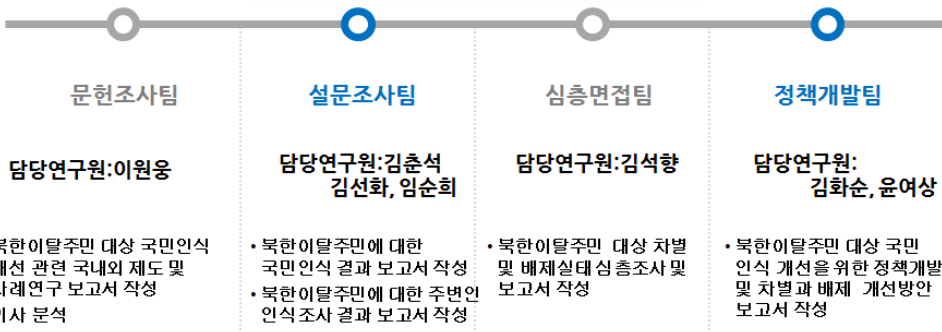 문헌조사팀
담당연구원:이원웅
북한이탈주민 대상 국민인식
개선 관련 국내외 제도 및
사례연구 보고서 작성
분석
설문조사팀
담당연구원:김춘석
김선화, 임순희
• 북한이탈주민에 대한
국민인식 결과 보고서 작성
• 북한이탈주민에 대한 주변인
인식조사 결과 보고서 작성
심층면접팀
담당연구원:김석향
• 북한이탈주민 대상 차별
및 배제실태 심층조사 및
보고서 작성
정책개발팀
담당연구원:
김화순, 윤여상
• 북한이탈주민 대상 국민
인식 개선을 위한 정책개발
및 차별과 배제 개선방안
보고서 작성